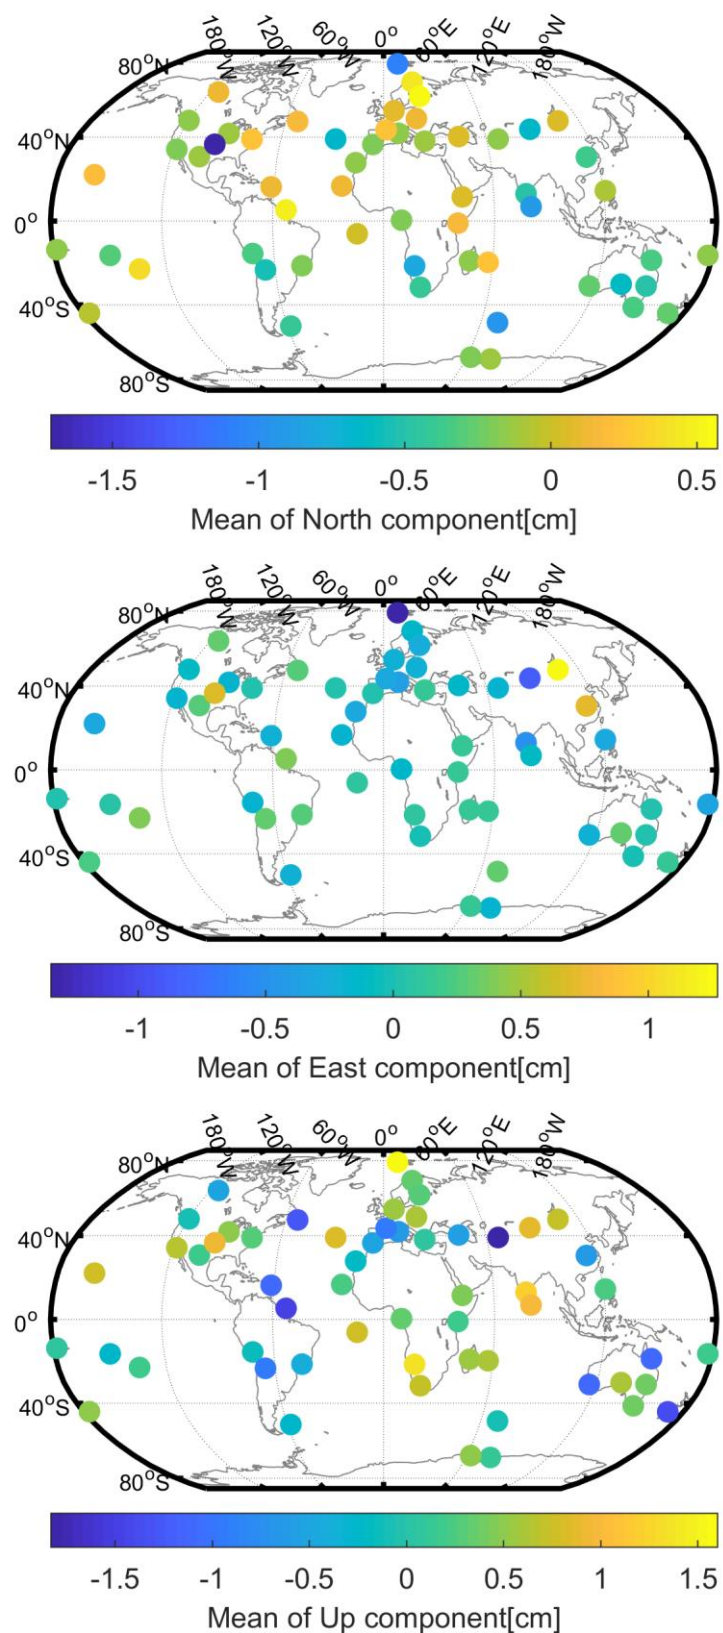 180°W 120°W 60°W 0° 60°E 120°E 180°W
80°N
40°N
0°
40°S
80°S
-1.5 -1 -0.5 0 0.5
Mean of North component[cm]
180°W 120°W 60°W 0° 60°E 120°E 180°W
80°N
40°N
0°
40°S
80°S
-1 -0.5 0 0.5 1
Mean of East component[cm]
180°W 120°W 60°W 0° 60°E 120°E 180°W
80°N
40°N
0°
40°S
80°S
-1.5 -1 -0.5 0 0.5 1 1.5
Mean of Up component[cm]